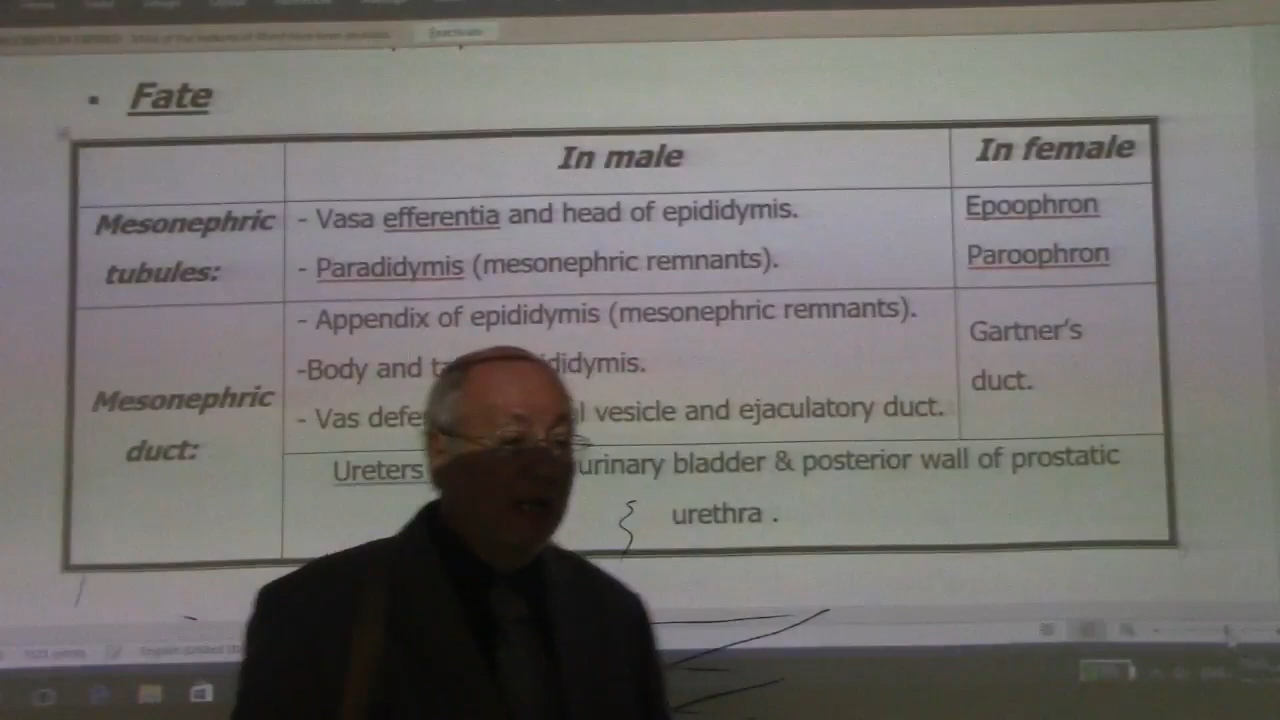 ▪ Fate
In male In female
Mesonephric tubules:
- Vasa efferentia and head of epididymis.
- Paradidymis (mesonephric remnants).
Epoophron
Paroophron
Mesonephric duct:
- Appendix of epididymis (mesonephric remnants).
-Body and ididymis.
- Vas defe l vesicle and ejaculatory duct.
Gartner's
duct.
Ureters urinary bladder & posterior wall of prostatic
urethra .